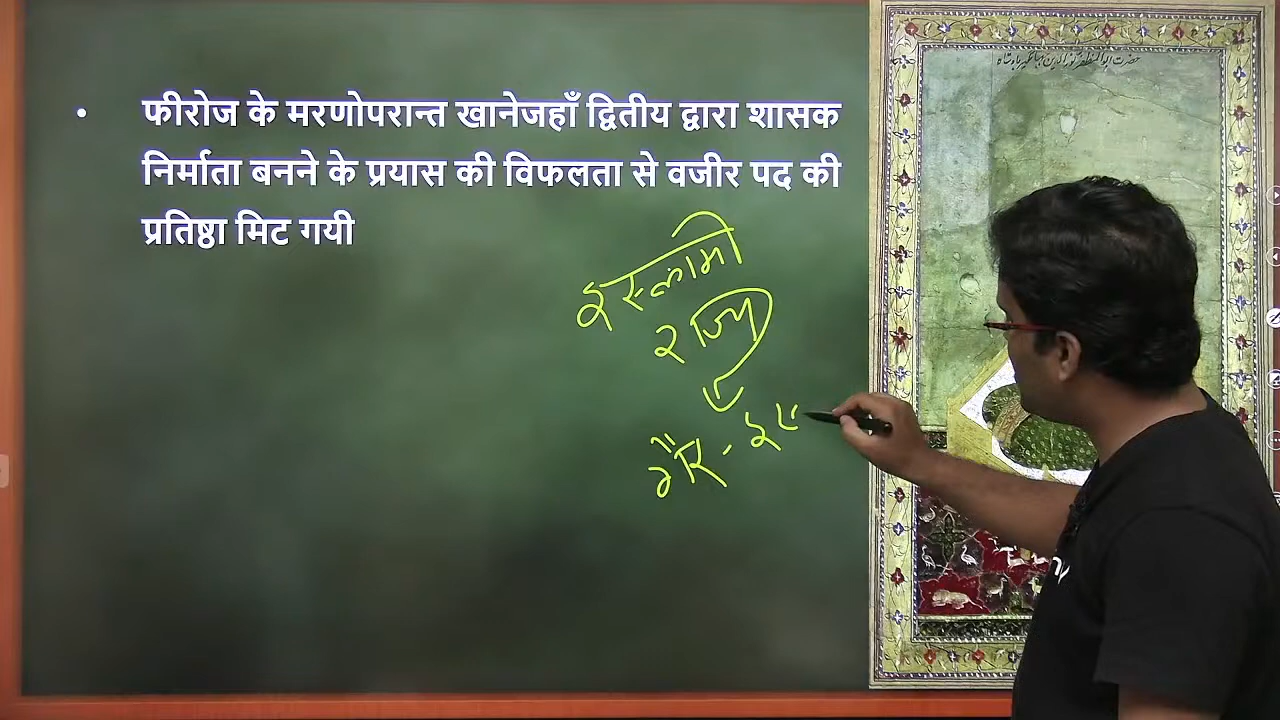 • फीरोज के मरणोपरान्त खानेजहाँ द्वितीय द्वारा शासक
निर्माता बनने के प्रयास की विफलता से वजीर पद की
प्रतिष्ठा मिट गयी
इस्लामी
राज्य
गैर - इस